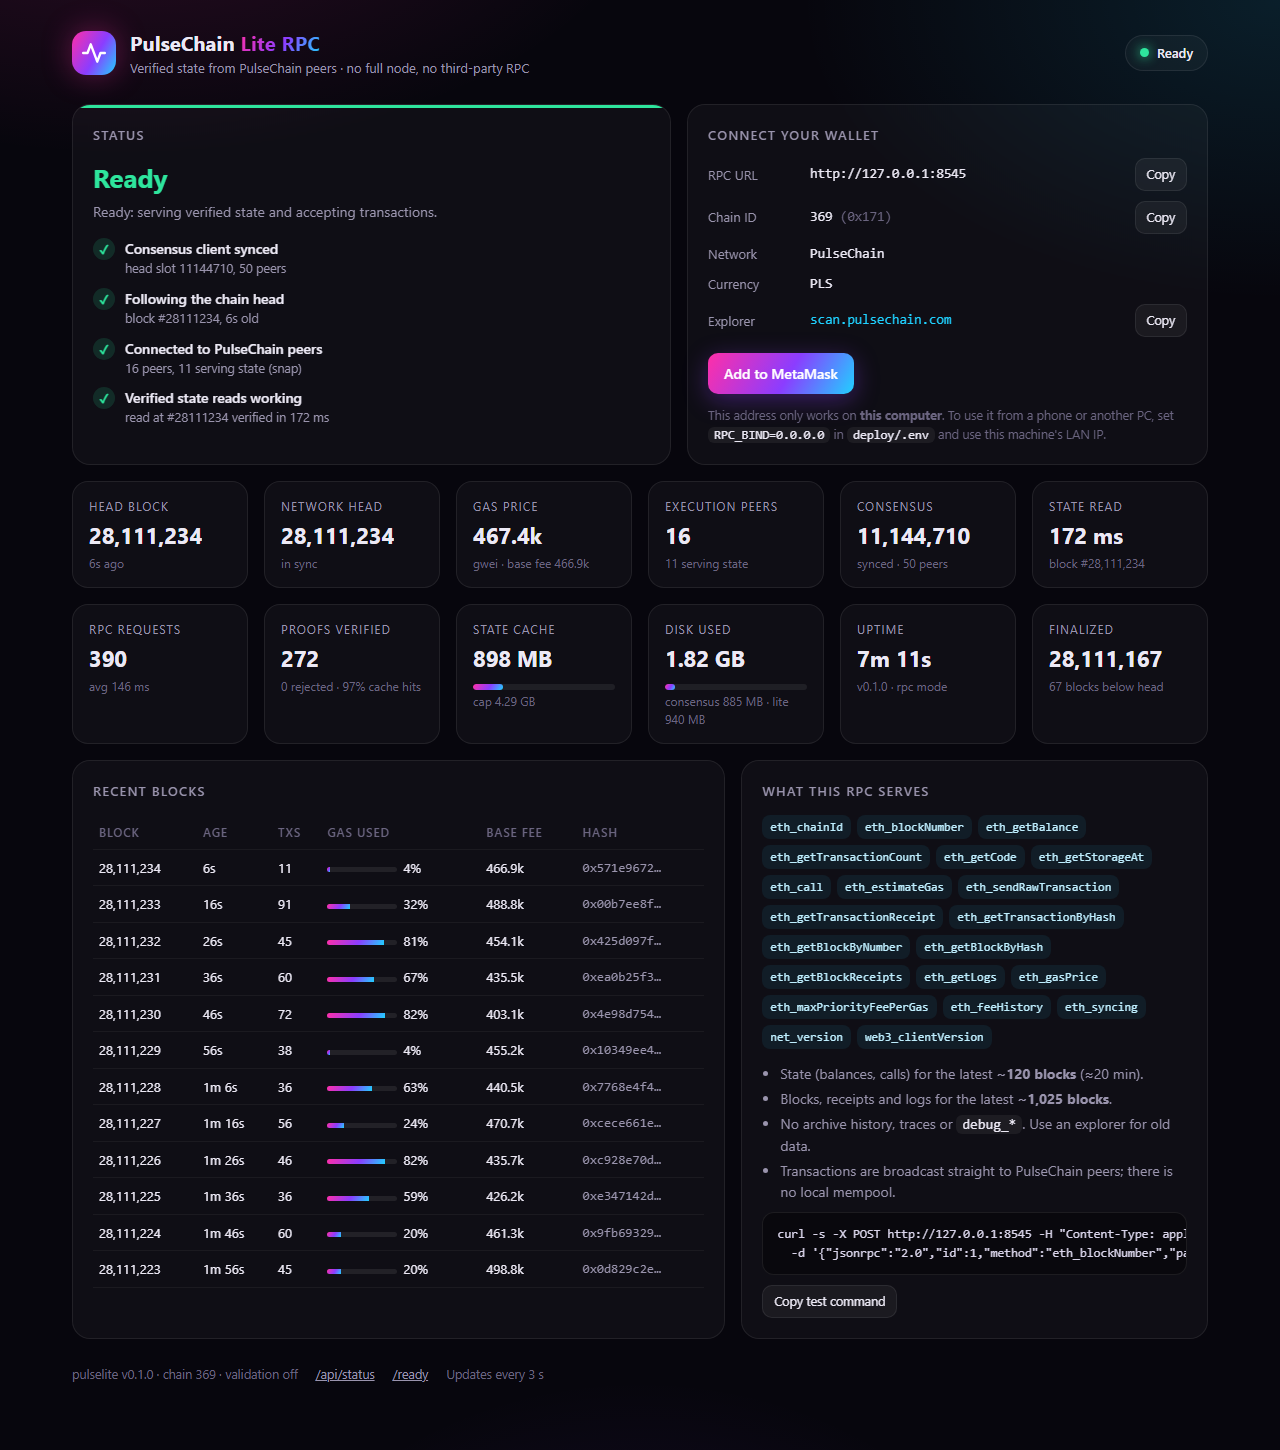 PulseChain Lite RPC
Verified state from PulseChain peers · no full node, no third-party RPC
Ready
STATUS
Ready
Ready: serving verified state and accepting transactions.
Consensus client synced
head slot 11144710, 50 peers
Following the chain head
block #28111234, 6s old
Connected to PulseChain peers
16 peers, 11 serving state (snap)
Verified state reads working
read at #28111234 verified in 172 ms
CONNECT YOUR WALLET
RPC URL http://127.0.0.1:8545 Copy
Chain ID 369 (0x171) Copy
Network PulseChain
Currency PLS
Explorer scan.pulsechain.com Copy
Add to MetaMask
This address only works on this computer. To use it from a phone or another PC, set
RPC_BIND=0.0.0.0 in deploy/.env and use this machine's LAN IP.
HEAD BLOCK
28,111,234
6s ago
NETWORK HEAD
28,111,234
in sync
GAS PRICE
467.4k
gwei · base fee 466.9k
EXECUTION PEERS
16
11 serving state
CONSENSUS
11,144,710
synced · 50 peers
STATE READ
172 ms
block #28,111,234
RPC REQUESTS
390
avg 146 ms
PROOFS VERIFIED
272
0 rejected · 97% cache hits
STATE CACHE
898 MB
cap 4.29 GB
DISK USED
1.82 GB
consensus 885 MB · lite
940 MB
UPTIME
7m 11s
v0.1.0 · rpc mode
FINALIZED
28,111,167
67 blocks below head
RECENT BLOCKS
BLOCK AGE TXS GAS USED BASE FEE HASH
28,111,234 6s 11 4% 466.9k 0x571e9672…
28,111,233 16s 91 32% 488.8k 0x00b7ee8f…
28,111,232 26s 45 81% 454.1k 0x425d097f…
28,111,231 36s 60 67% 435.5k 0xea0b25f3…
28,111,230 46s 72 82% 403.1k 0x4e98d754…
28,111,229 56s 38 4% 455.2k 0x10349ee4…
28,111,228 1m 6s 36 63% 440.5k 0x7768e4f4…
28,111,227 1m 16s 56 24% 470.7k 0xcece661e…
28,111,226 1m 26s 46 82% 435.7k 0xc928e70d…
28,111,225 1m 36s 36 59% 426.2k 0xe347142d…
28,111,224 1m 46s 60 20% 461.3k 0x9fb69329…
28,111,223 1m 56s 45 20% 498.8k 0x0d829c2e…
WHAT THIS RPC SERVES
eth_chainId eth_blockNumber eth_getBalance
eth_getTransactionCount eth_getCode eth_getStorageAt
eth_call eth_estimateGas eth_sendRawTransaction
eth_getTransactionReceipt eth_getTransactionByHash
eth_getBlockByNumber eth_getBlockByHash
eth_getBlockReceipts eth_getLogs eth_gasPrice
eth_maxPriorityFeePerGas eth_feeHistory eth_syncing
net_version web3_clientVersion
• State (balances, calls) for the latest ~120 blocks (≈20 min).
• Blocks, receipts and logs for the latest ~1,025 blocks.
• No archive history, traces or debug_*. Use an explorer for old
data.
• Transactions are broadcast straight to PulseChain peers; there is
no local mempool.
curl -s -X POST http://127.0.0.1:8545 -H "Content-Type: appl
-d '{"jsonrpc":"2.0","id":1,"method":"eth_blockNumber","pa
Copy test command
pulselite v0.1.0 · chain 369 · validation off /api/status /ready Updates every 3 s